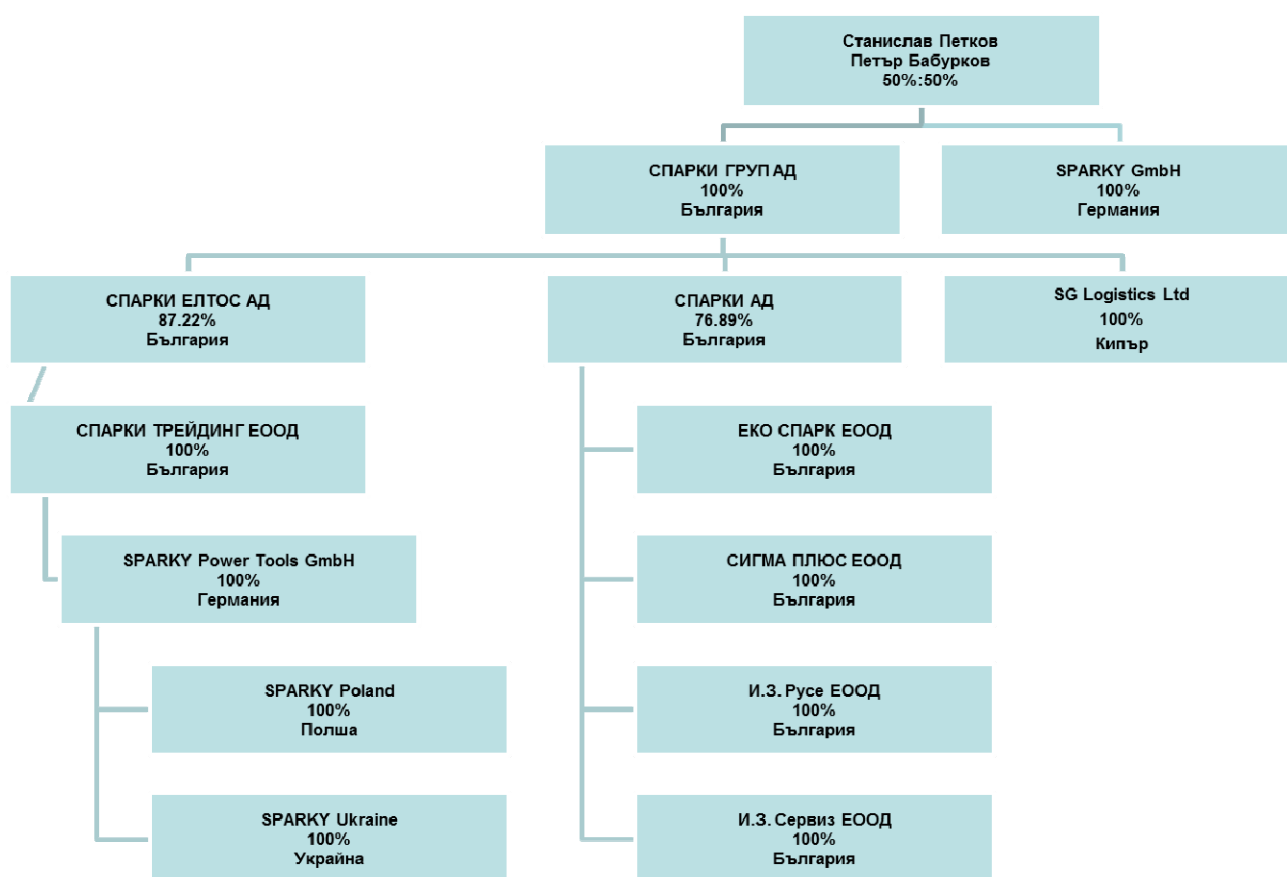 Станислав Петков
Петър Бабурков
50%:50%
СПАРКИ ГРУП АД
100%
България
SPARKY GmbH
100%
Германия
СПАРКИ ЕЛТОС АД
87.22%
България
СПАРКИ АД
76.89%
България
SG Logistics Ltd
100%
Кипър
СПАРКИ ТРЕЙДИНГ ЕООД
100%
България
ЕКО СПАРК ЕООД
100%
България
SPARKY Power Tools GmbH
100%
Германия
СИГМА ПЛЮС ЕООД
100%
България
SPARKY Poland
100%
Полша
И.З. Русе ЕООД
100%
България
SPARKY Ukraine
100%
Украйна
И.З. Сервиз ЕООД
100%
България